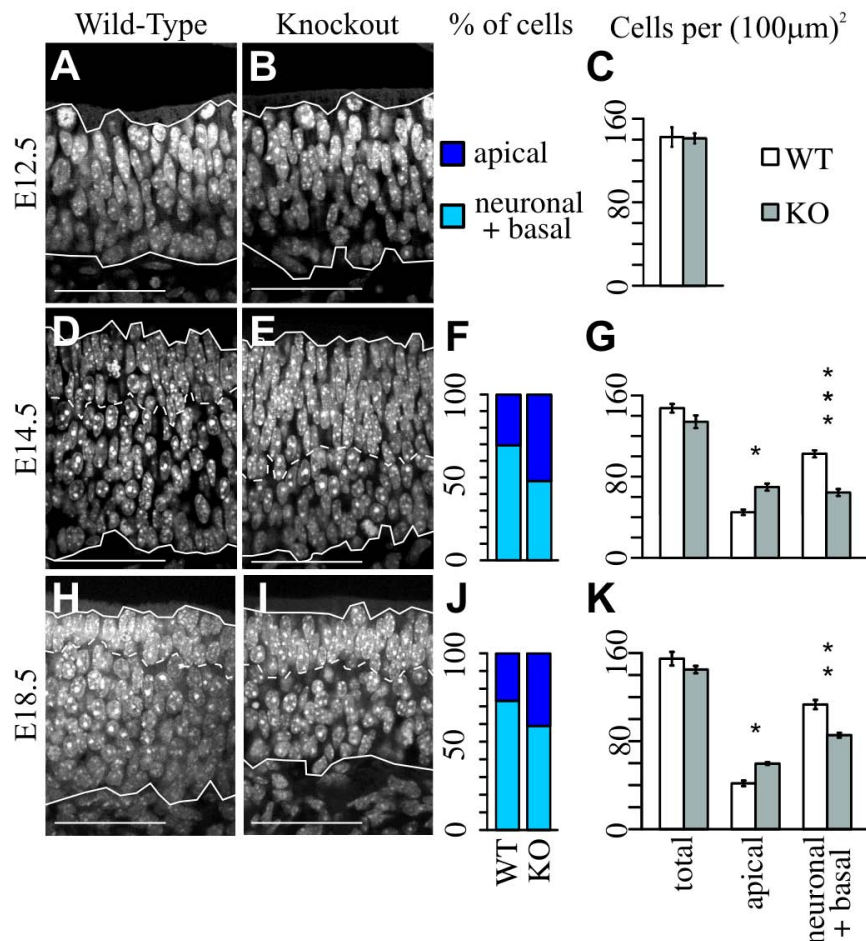 Wild-Type Knockout % of cells Cells per (100μm)²
A B C
E12.5
apical
neuronal
+ basal
160
80
0
WT
KO
D E F G
E14.5
100
50
0
160
80
0
*
* * *
H I J K
E18.5
100
50
0
160
80
0
*
* *
WT KO
total apical neuronal
+ basal